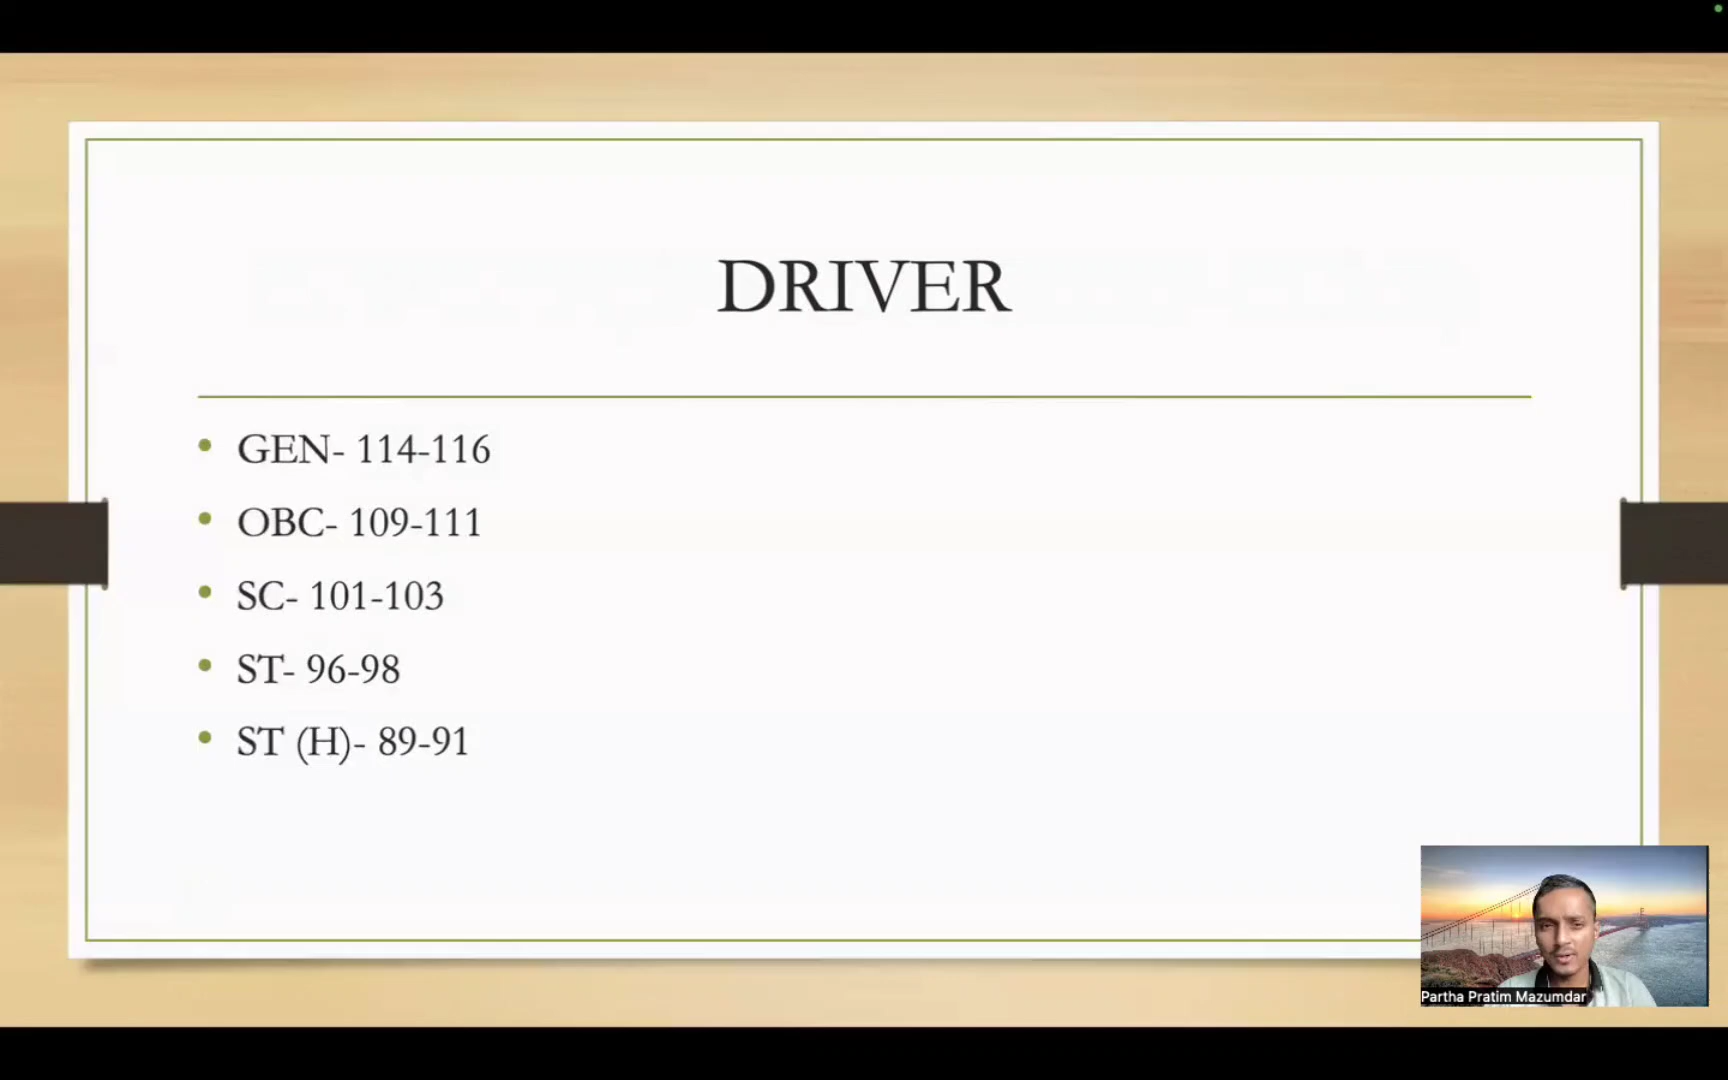 DRIVER
GEN- 114-116
OBC- 109-111
SC- 101-103
ST- 96-98
ST (H)- 89-91
Partha Pratim Mazumdar